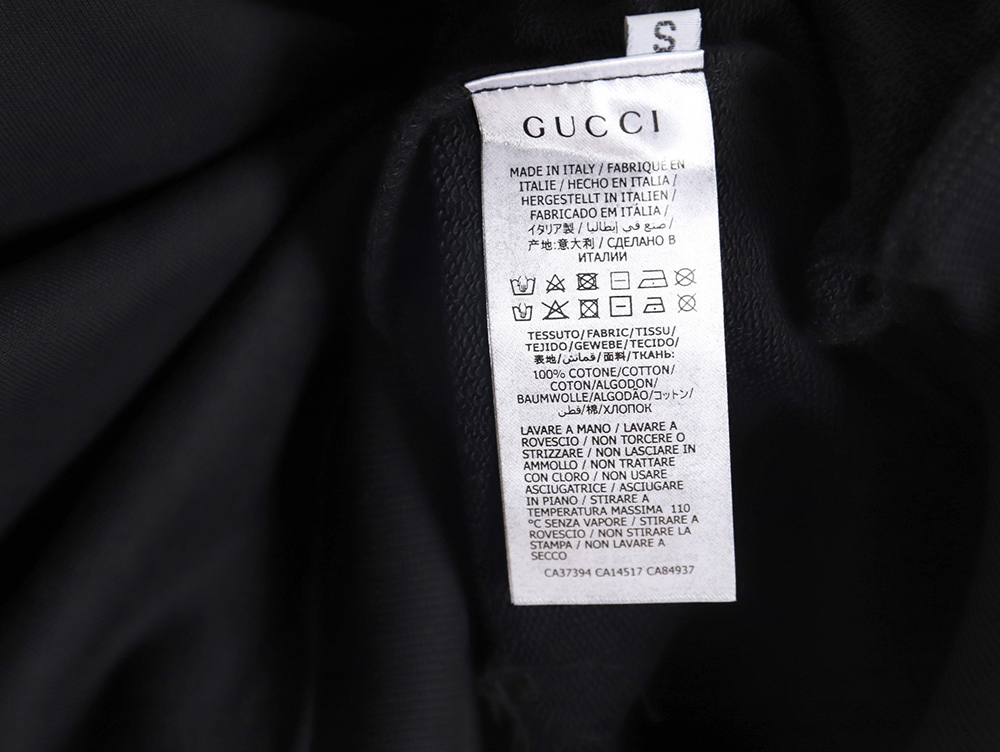 S
GUCCI
MADE IN ITALY / FABRIQUÉ EN
ITALIE / HECHO EN ITALIA /
HERGESTELLT IN ITALIEN /
FABRICADO EM ITÁLIA /
イタリア製 / صنع في إيطاليا /
产地:意大利 / СДЕЛАНО В
ИТАЛИИ
TESSUTO/FABRIC/TISSU/
TEJIDO/GEWEBE/TECIDO/
表地/قماش/面料/ТКАНЬ:
100% COTONE/COTTON/
COTON/ALGODON/
BAUMWOLLE/ALGODÃO/コットン/
قطن/棉/ХЛОПОК
LAVARE A MANO / LAVARE A
ROVESCIO / NON TORCERE O
STRIZZARE / NON LASCIARE IN
AMMOLLO / NON TRATTARE
CON CLORO / NON USARE
ASCIUGATRICE / ASCIUGARE
IN PIANO / STIRARE A
TEMPERATURA MASSIMA 110
°C SENZA VAPORE / STIRARE A
ROVESCIO / NON STIRARE LA
STAMPA / NON LAVARE A
SECCO
CA37394 CA14517 CA84937